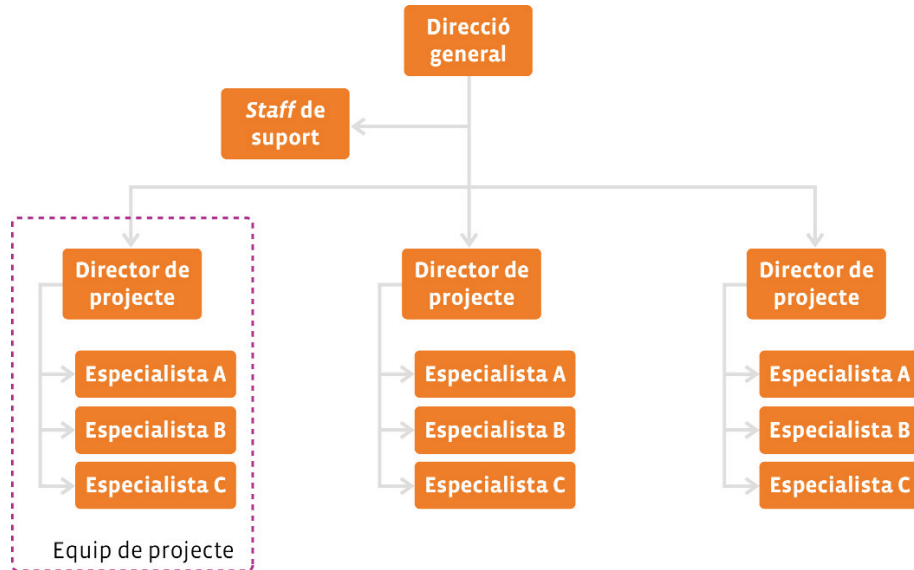 Direcció
general
Staff de
suport
Director de
projecte
Director de
projecte
Director de
projecte
Especialista A
Especialista A
Especialista A
Especialista B
Especialista B
Especialista B
Especialista C
Especialista C
Especialista C
Equip de projecte